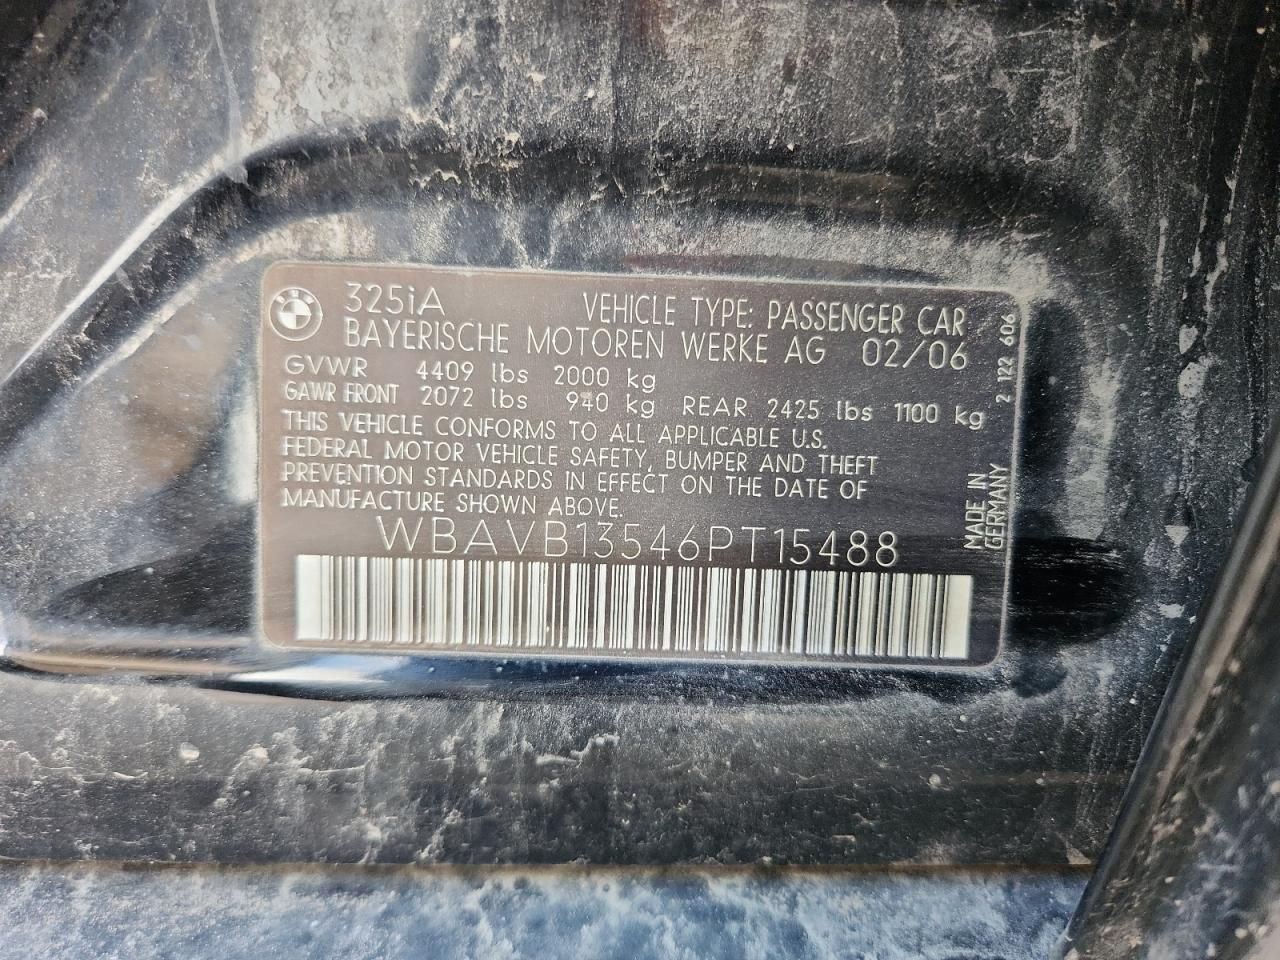 325iA VEHICLE TYPE: PASSENGER CAR
BAYERISCHE MOTOREN WERKE AG 02/06
GVWR 4409 lbs 2000 kg
GAWR FRONT 2072 lbs 940 kg REAR 2425 lbs 1100 kg
THIS VEHICLE CONFORMS TO ALL APPLICABLE U.S.
FEDERAL MOTOR VEHICLE SAFETY, BUMPER AND THEFT
PREVENTION STANDARDS IN EFFECT ON THE DATE OF
MANUFACTURE SHOWN ABOVE.
WBAVB13546PT15488
MADE IN
GERMANY
2 122 606
BMW